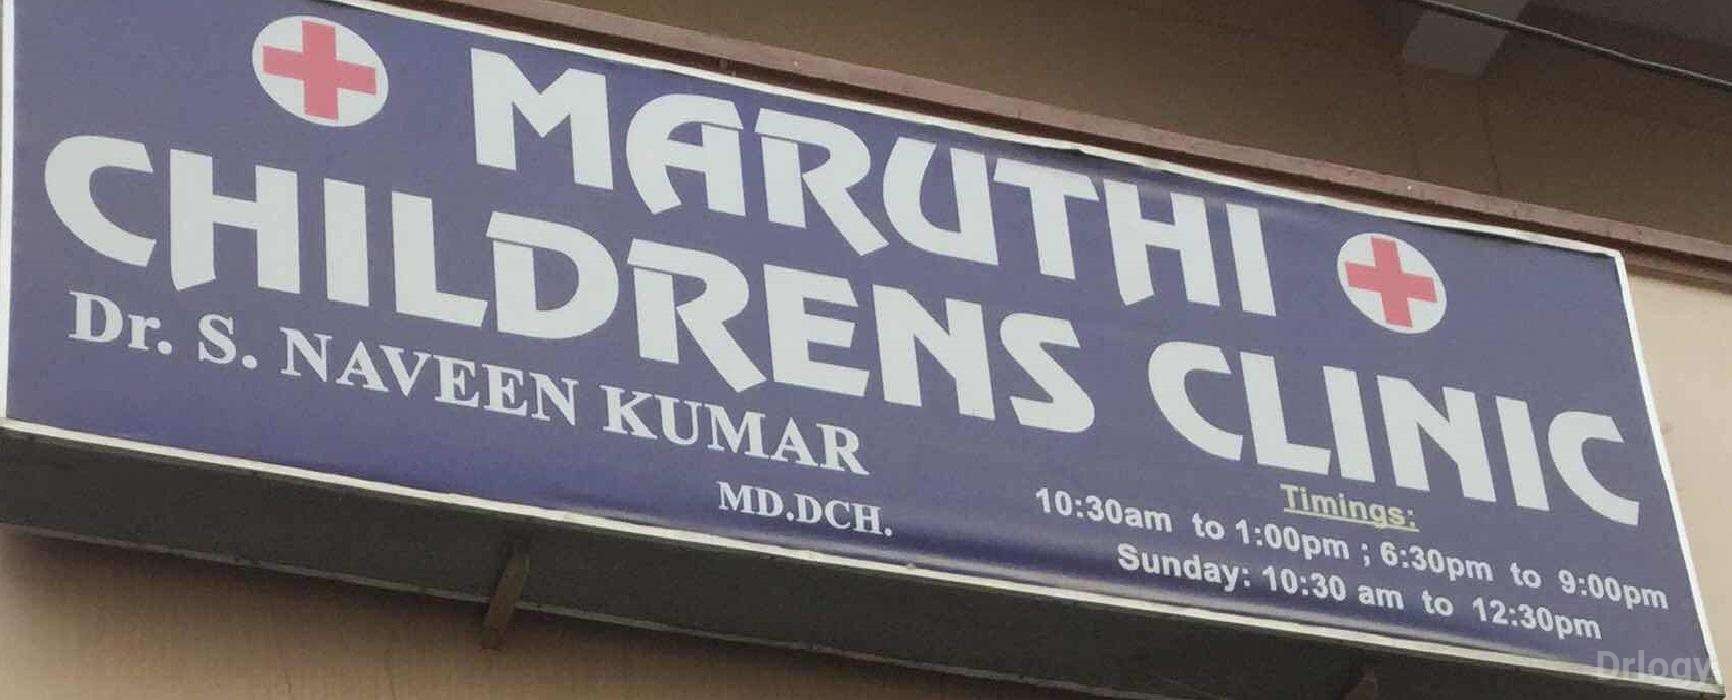 MARUTHI
CHILDRENS CLINIC
Dr. S. NAVEEN KUMAR
MD.DCH.
Timings:
10:30am to 1:00pm ; 6:30pm to 9:00pm
Sunday: 10:30 am to 12:30pm
Drlogy